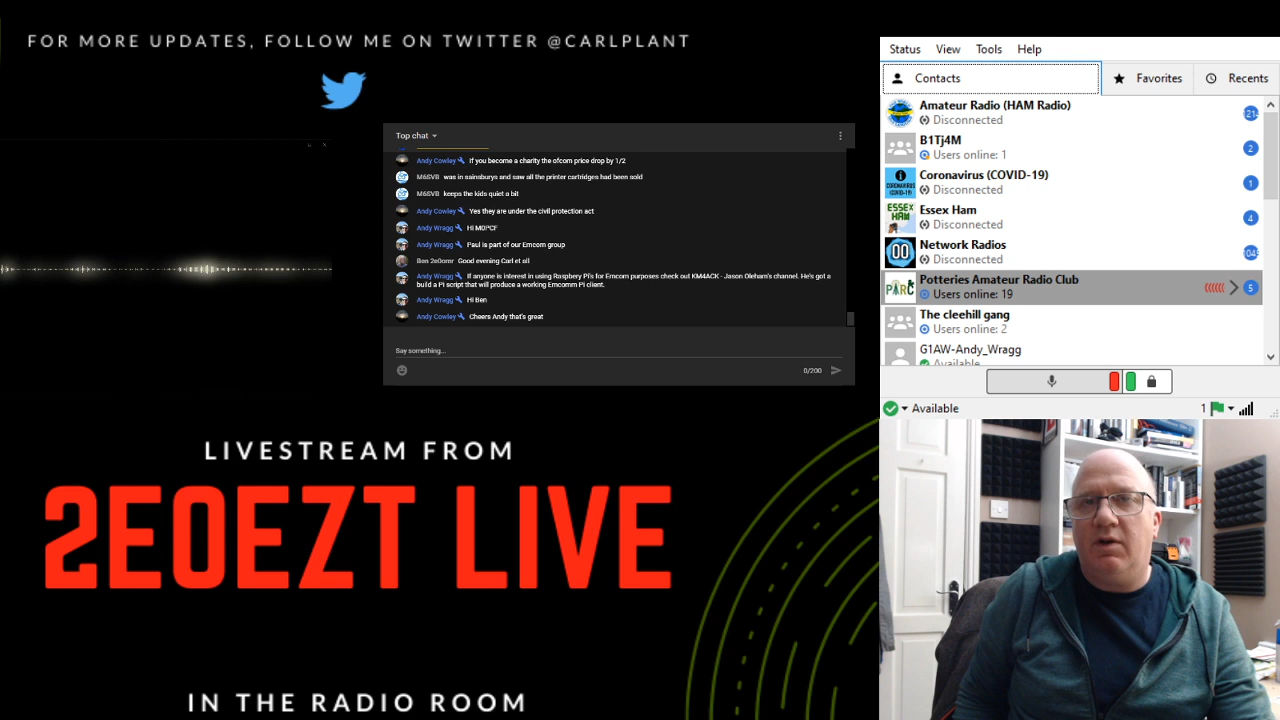 FOR MORE UPDATES, FOLLOW ME ON TWITTER @CARLPLANT
Top chat
Andy Cowley If you become a charity the ofcom price drop by 1/2
M6SVB was in sainsburys and saw all the printer cartridges had been sold
M6SVB keeps the kids quiet a bit
Andy Cowley Yes they are under the civil protection act
Andy Wragg Hi M0PCF
Andy Wragg Paul is part of our Emcom group
Ben 2e0omr Good evening Carl et all
Andy Wragg If anyone is interest in using Raspbery Pi's for Emcom purposes check out KM4ACK - Jason Oleham's channel. He's got a
build a Pi script that will produce a working Emcomm Pi client.
Andy Wragg Hi Ben
Andy Cowley Cheers Andy that's great
Say something...
0/200
LIVESTREAM FROM
2E0EZT LIVE
IN THE RADIO ROOM
Status View Tools Help
Contacts Favorites Recents
Amateur Radio (HAM Radio)
Disconnected
B1Tj4M
Users online: 1 2
Coronavirus (COVID-19)
Disconnected 1
CORONAVIRUS
(COVID-19)
Essex Ham
Disconnected 4
ESSEX
HAM
Network Radios
Disconnected
Potteries Amateur Radio Club
Users online: 19 5
PARC
The cleehill gang
Users online: 2
G1AW-Andy_Wragg
Available
Available 1